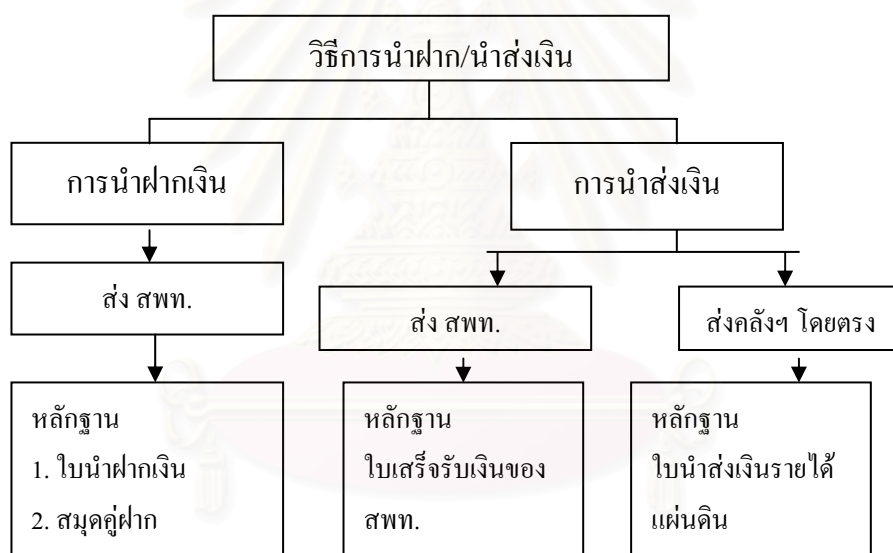 วิธีการนำฝาก/นำส่งเงิน
การนำฝากเงิน
การนำส่งเงิน
ส่ง สพท.
ส่ง สพท.
ส่งคลังฯ โดยตรง
หลักฐาน
1. ใบนำฝากเงิน
2. สมุดคู่ฝาก
หลักฐาน
ใบเสร็จรับเงินของ
สพท.
หลักฐาน
ใบนำส่งเงินรายได้
แผ่นดิน